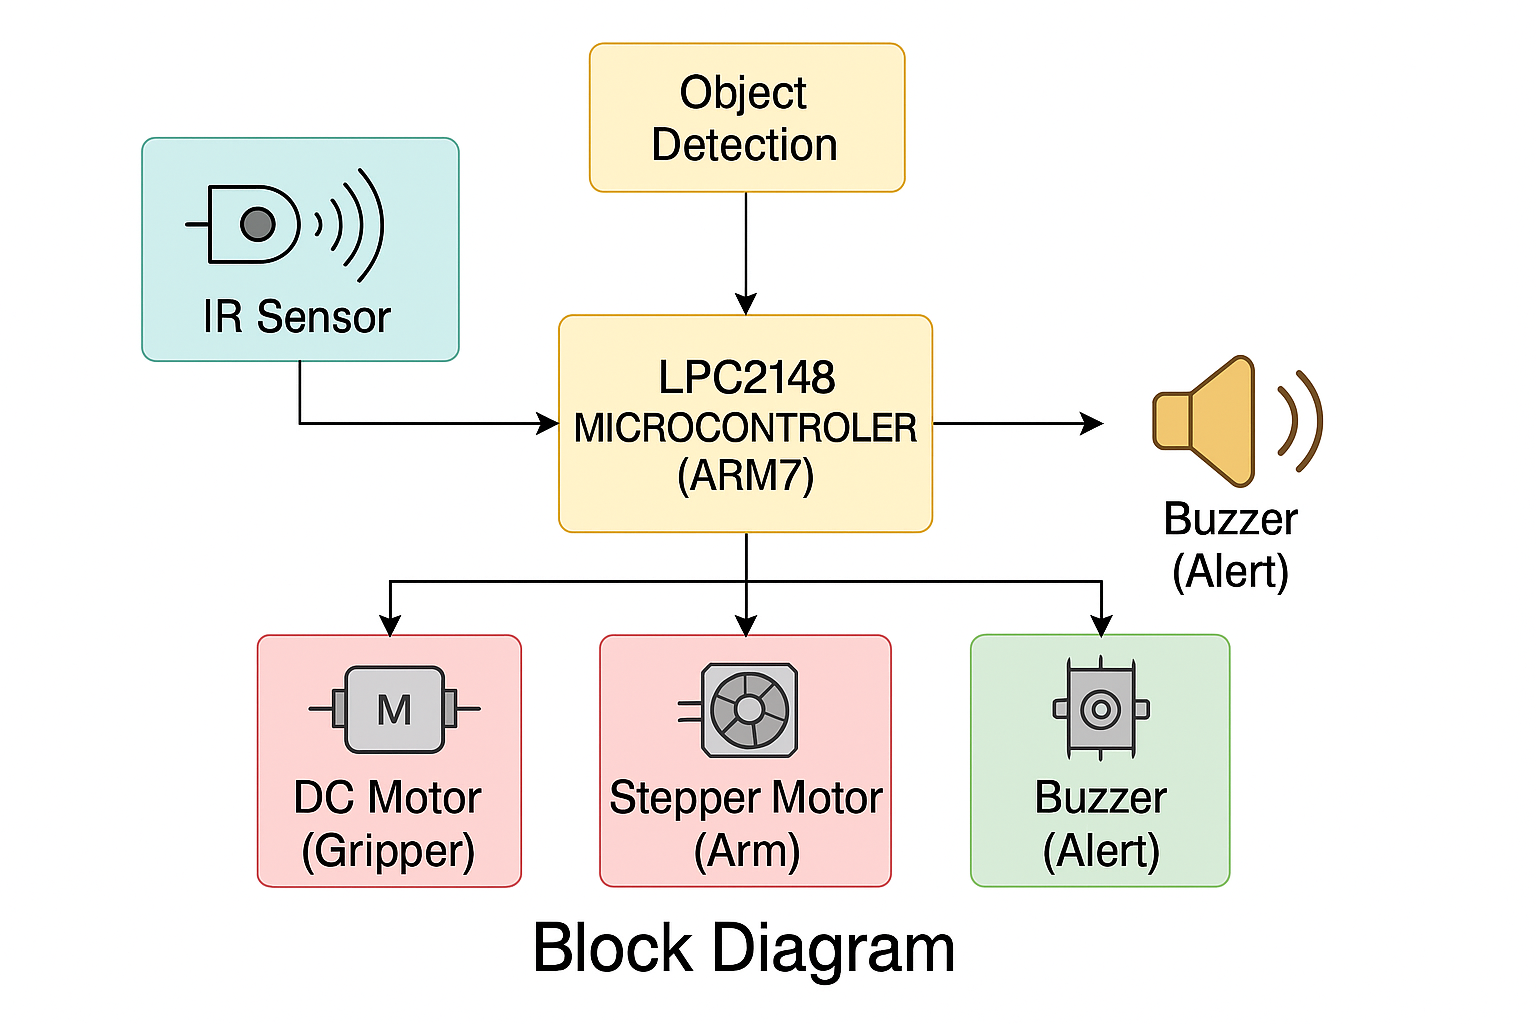 Object
Detection
IR Sensor
LPC2148
MICROCONTROLER
(ARM7)
Buzzer
(Alert)
M
DC Motor
(Gripper)
Stepper Motor
(Arm)
Buzzer
(Alert)
Block Diagram